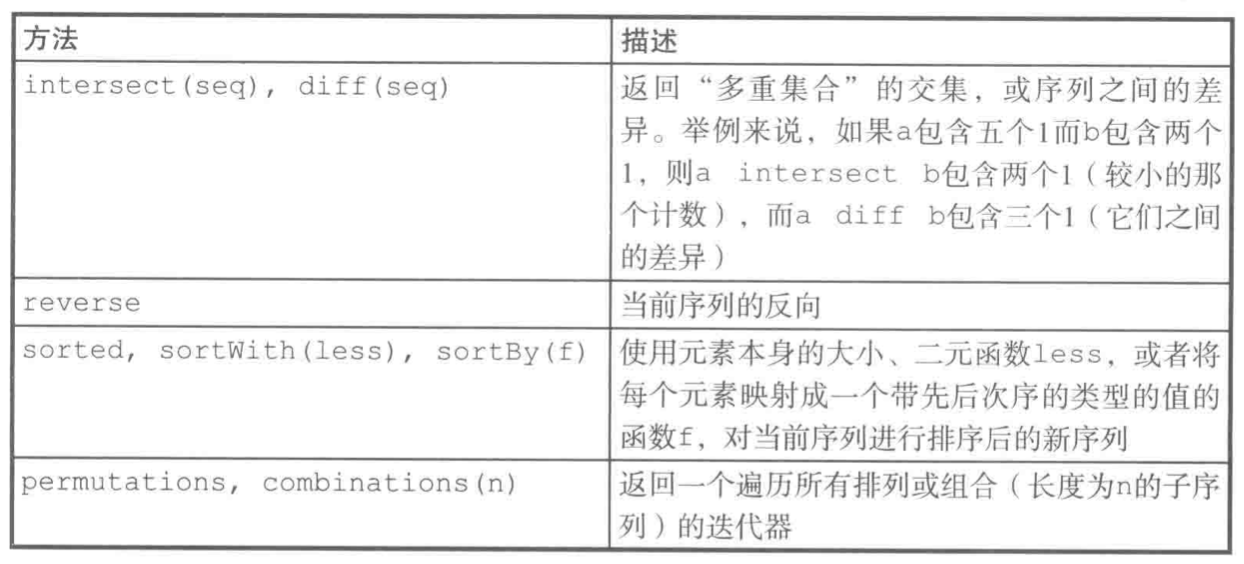 方法
描述
intersect(seq), diff(seq)
返回“多重集合”的交集，或序列之间的差
异。举例来说，如果a包含五个1而b包含两个
1，则a intersect b包含两个1（较小的那
个计数），而a diff b包含三个1（它们之间
的差异）
reverse
当前序列的反向
sorted, sortWith(less), sortBy(f)
使用元素本身的大小、二元函数less，或者将
每个元素映射成一个带先后次序的类型的值的
函数f，对当前序列进行排序后的新序列
permutations, combinations(n)
返回一个遍历所有排列或组合（长度为n的子序
列）的迭代器